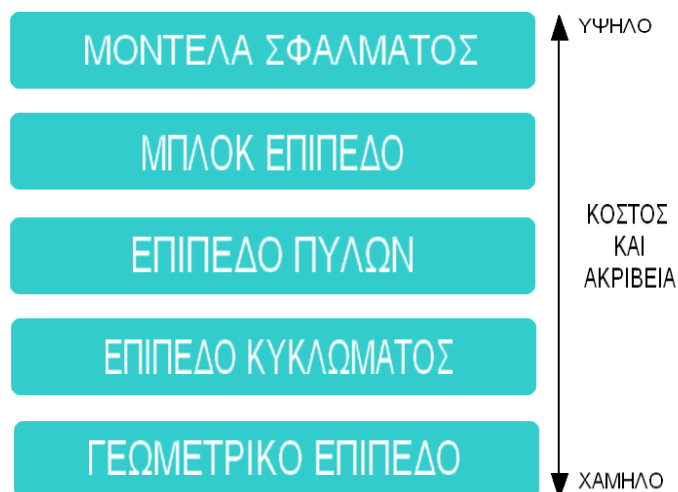 ΜΟΝΤΕΛΑ ΣΦΑΛΜΑΤΟΣ
ΥΨΗΛΟ
ΜΠΛΟΚ ΕΠΙΠΕΔΟ
ΕΠΙΠΕΔΟ ΠΥΛΩΝ
ΚΟΣΤΟΣ
ΚΑΙ
ΑΚΡΙΒΕΙΑ
ΕΠΙΠΕΔΟ ΚΥΚΛΩΜΑΤΟΣ
ΓΕΩΜΕΤΡΙΚΟ ΕΠΙΠΕΔΟ
ΧΑΜΗΛΟ